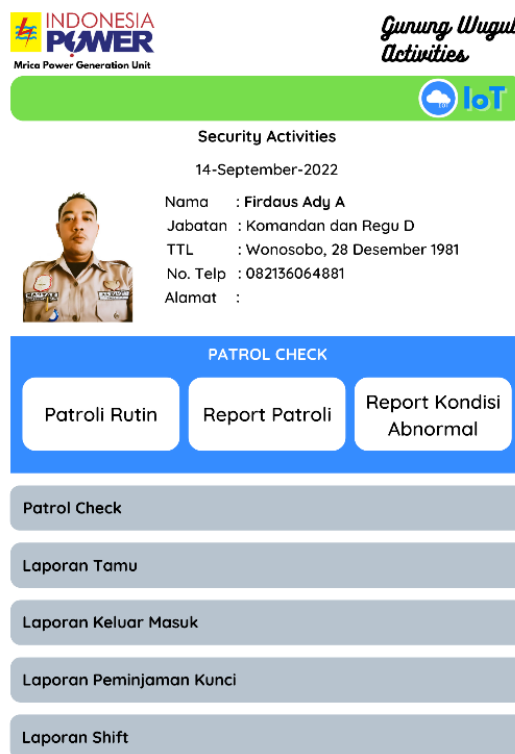 INDONESIA
POWER
Mrica Power Generation Unit
Gunung Wugul
Activities
IoT
Security Activities
14-September-2022
Nama : Firdaus Ady A
Jabatan : Komandan dan Regu D
TTL : Wonosobo, 28 Desember 1981
No. Telp : 082136064881
Alamat :
PATROL CHECK
Patroli Rutin
Report Patroli
Report Kondisi
Abnormal
Patrol Check
Laporan Tamu
Laporan Keluar Masuk
Laporan Peminjaman Kunci
Laporan Shift